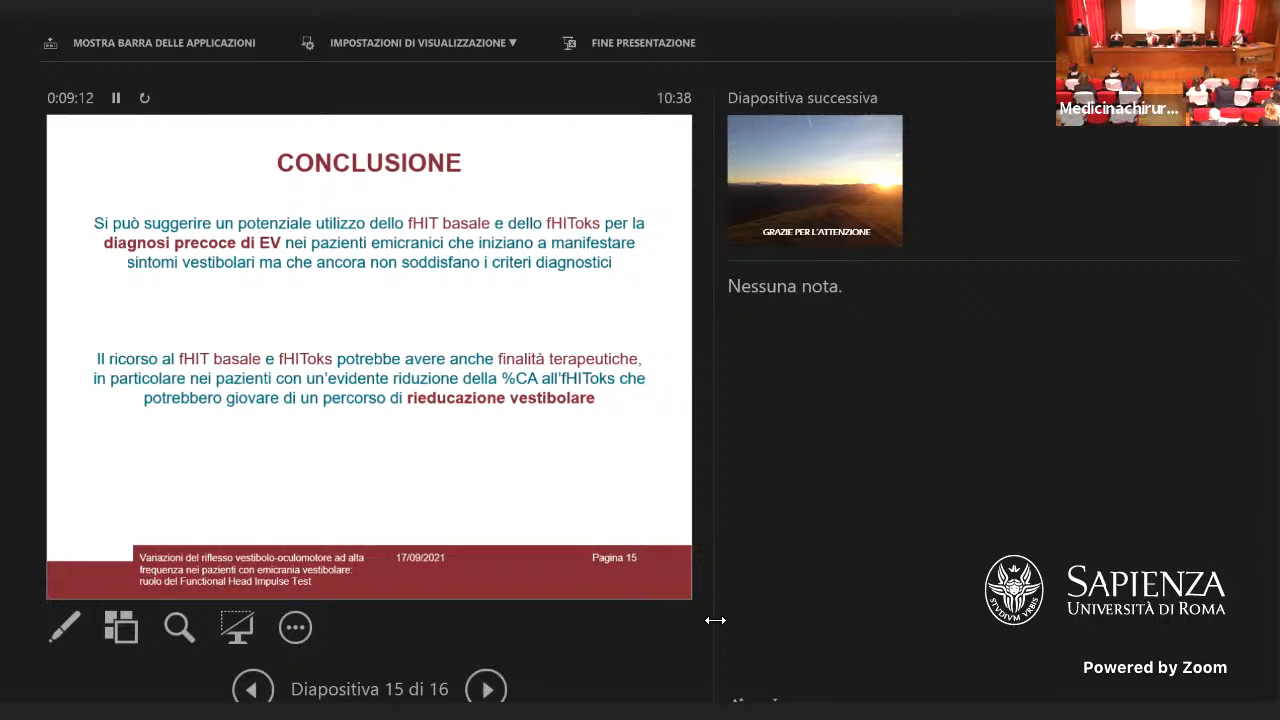 MOSTRA BARRA DELLE APPLICAZIONI
IMPOSTAZIONI DI VISUALIZZAZIONE ▼
FINE PRESENTAZIONE
Medicinachirur...
0:09:12
10:38
CONCLUSIONE
Si può suggerire un potenziale utilizzo dello fHIT basale e dello fHIToks per la
diagnosi precoce di EV nei pazienti emicranici che iniziano a manifestare
sintomi vestibolari ma che ancora non soddisfano i criteri diagnostici
Il ricorso al fHIT basale e fHIToks potrebbe avere anche finalità terapeutiche,
in particolare nei pazienti con un'evidente riduzione della %CA all'fHIToks che
potrebbero giovare di un percorso di rieducazione vestibolare
Variazioni del riflesso vestibolo-oculomotore ad alta
frequenza nei pazienti con emicrania vestibolare:
ruolo del Functional Head Impulse Test
17/09/2021
Pagina 15
Diapositiva 15 di 16
Diapositiva successiva
GRAZIE PER L'ATTENZIONE
Nessuna nota.
STVDIVM VRBIS
SAPIENZA
UNIVERSITÀ DI ROMA
Powered by Zoom